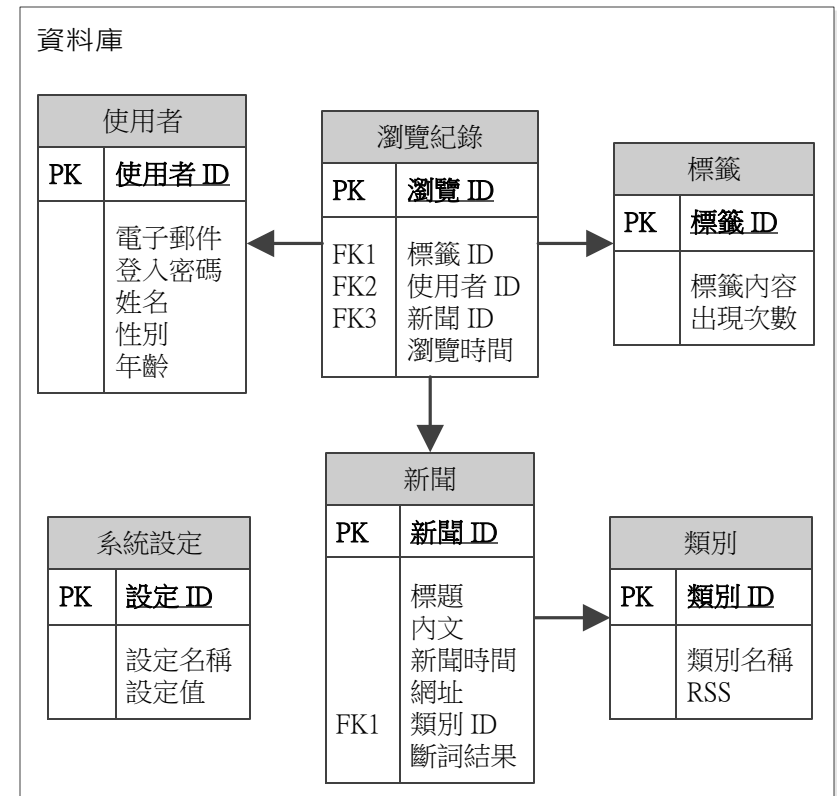 資料庫
使用者
PK 使用者 ID
電子郵件
登入密碼
姓名
性別
年齡
瀏覽紀錄
PK 瀏覽 ID
FK1 標籤 ID
FK2 使用者 ID
FK3 新聞 ID
瀏覽時間
標籤
PK 標籤 ID
標籤內容
出現次數
系統設定
PK 設定 ID
設定名稱
設定值
新聞
PK 新聞 ID
標題
內文
新聞時間
網址
FK1 類別 ID
斷詞結果
類別
PK 類別 ID
類別名稱
RSS